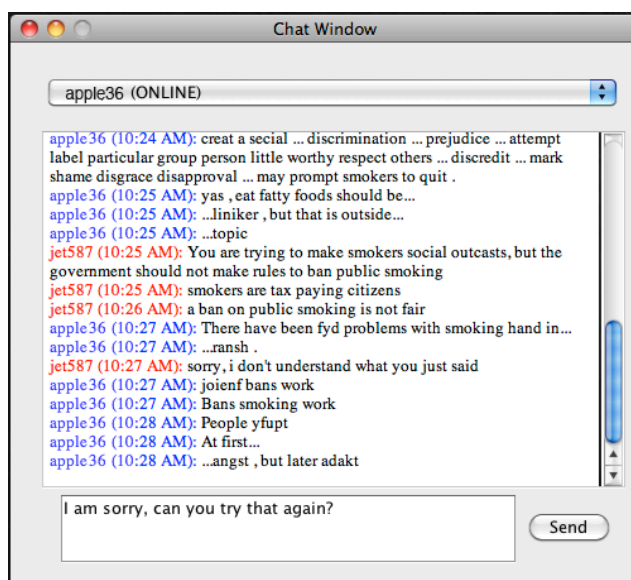 Chat Window
apple36 (ONLINE)
apple36 (10:24 AM): creat a secial ... discrimination ... prejudice ... attempt
label particular group person little worthy respect others ... discredit ... mark
shame disgrace disapproval ... may prompt smokers to quit .
apple36 (10:25 AM): yas , eat fatty foods should be...
apple36 (10:25 AM): ...liniker , but that is outside...
apple36 (10:25 AM): ...topic
jet587 (10:25 AM): You are trying to make smokers social outcasts, but the
government should not make rules to ban public smoking
jet587 (10:25 AM): smokers are tax paying citizens
jet587 (10:26 AM): a ban on public smoking is not fair
apple36 (10:27 AM): There have been fyd problems with smoking hand in...
apple36 (10:27 AM): ...ransh .
jet587 (10:27 AM): sorry, i don't understand what you just said
apple36 (10:27 AM): joienf bans work
apple36 (10:27 AM): Bans smoking work
apple36 (10:28 AM): People yfupt
apple36 (10:28 AM): At first...
apple36 (10:28 AM): ...angst , but later adakt
I am sorry, can you try that again?
Send